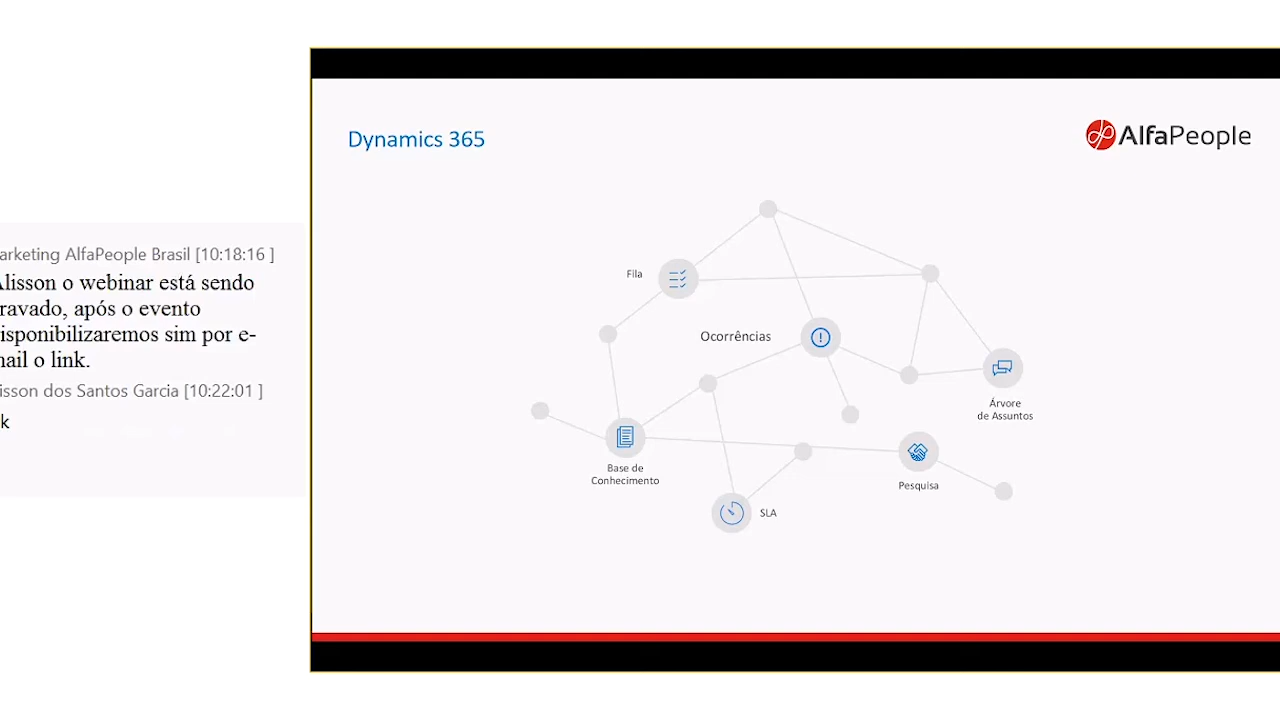 arketing AlfaPeople Brasil [10:18:16 ]
Alisson o webinar está sendo
ravado, após o evento
isponibilizaremos sim por e-
mail o link.
isson dos Santos Garcia [10:22:01 ]
k
Dynamics 365
AlfaPeople
Fila
Ocorrências
Árvore
de Assuntos
Base de
Conhecimento
Pesquisa
SLA